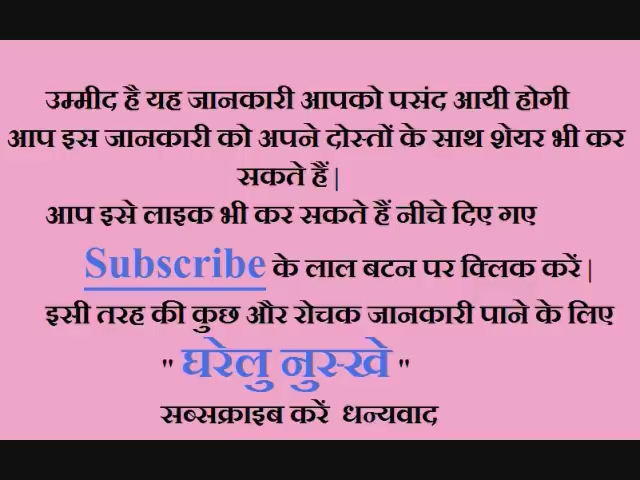 उम्मीद है यह जानकारी आपको पसंद आयी होगी
आप इस जानकारी को अपने दोस्तों के साथ शेयर भी कर
सकते हैं|
आप इसे लाइक भी कर सकते हैं नीचे दिए गए
Subscribe के लाल बटन पर क्लिक करें|
इसी तरह की कुछ और रोचक जानकारी पाने के लिए
" घरेलु नुस्खे "
सब्सक्राइब करें धन्यवाद